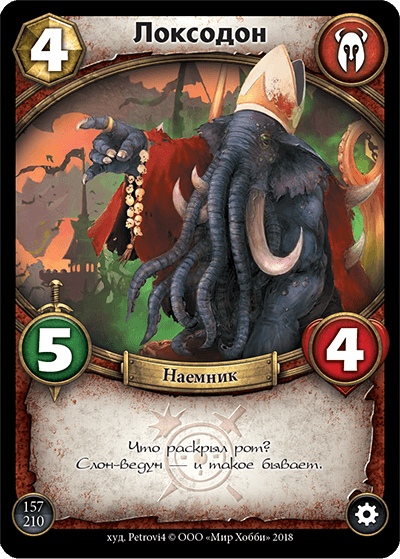 4
Локсодон
5
4
Наемник
Что раскрыл рот?
Слон-ведун — и такое бывает.
157
210
худ. Petrovi4 © ООО «Мир Хобби» 2018